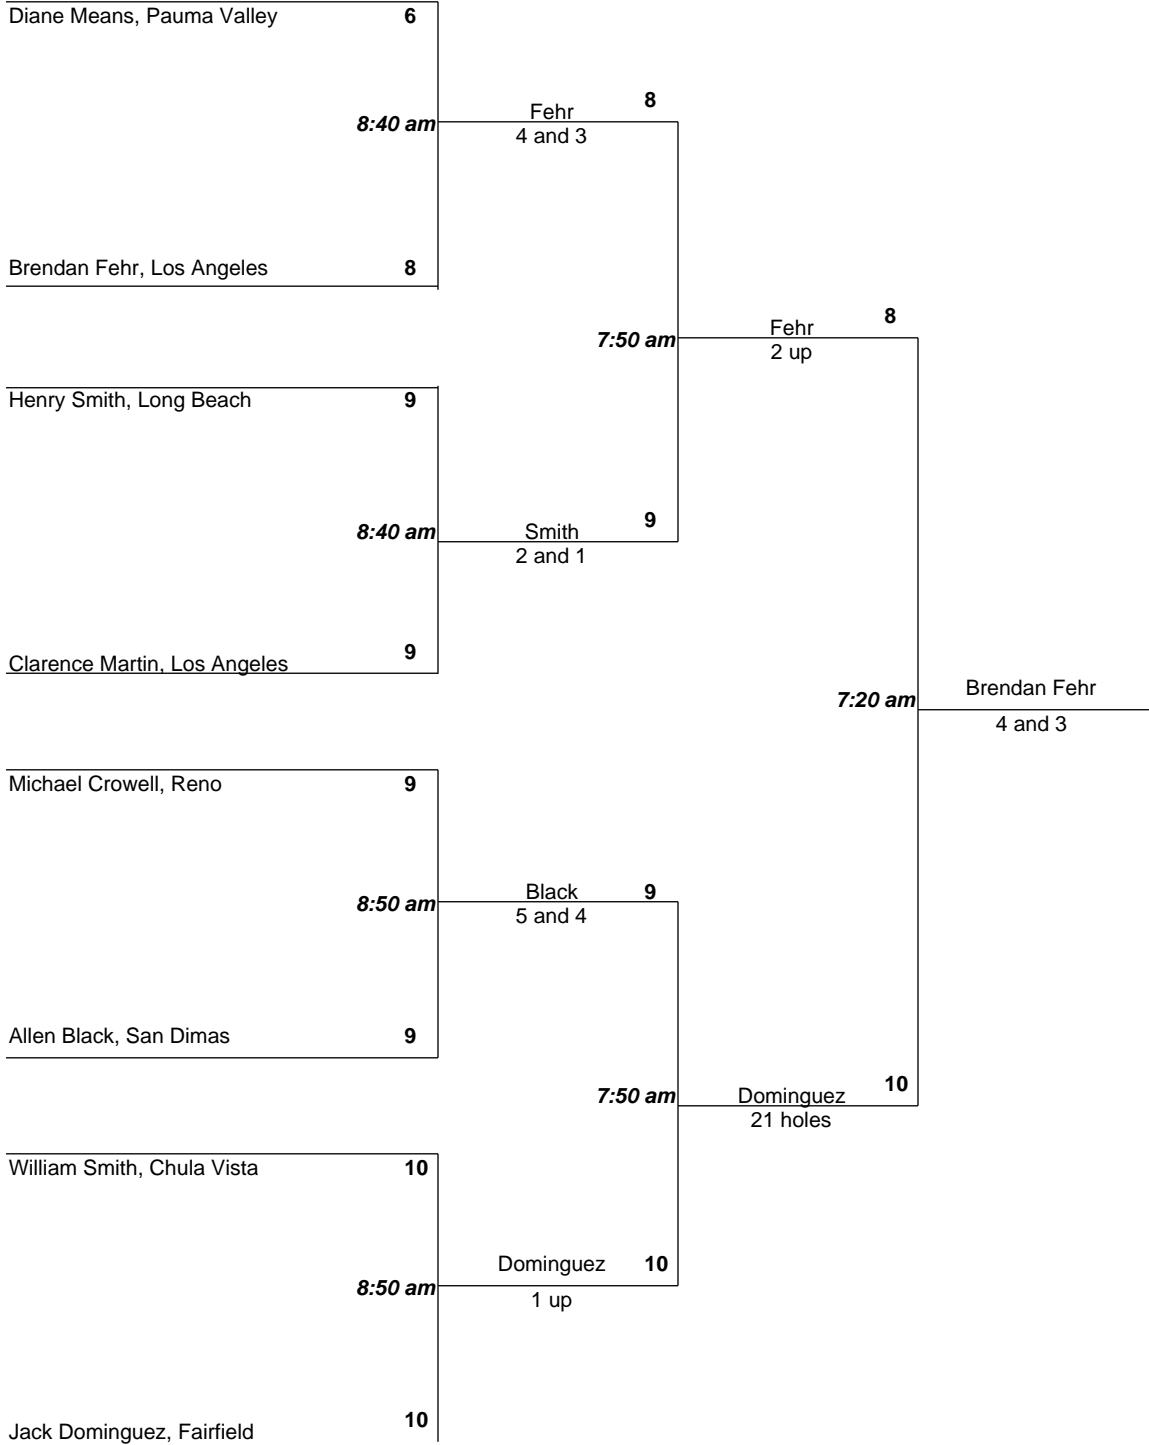 Diane Means, Pauma Valley 6
Fehr 8
8:40 am
4 and 3
Brendan Fehr, Los Angeles 8
Fehr 8
7:50 am
2 up
Henry Smith, Long Beach 9
Smith 9
8:40 am
2 and 1
Clarence Martin, Los Angeles 9
Brendan Fehr
7:20 am
4 and 3
Michael Crowell, Reno 9
Black 9
8:50 am
5 and 4
Allen Black, San Dimas 9
Dominguez 10
7:50 am
21 holes
William Smith, Chula Vista 10
Dominguez 10
8:50 am
1 up
Jack Dominguez, Fairfield 10